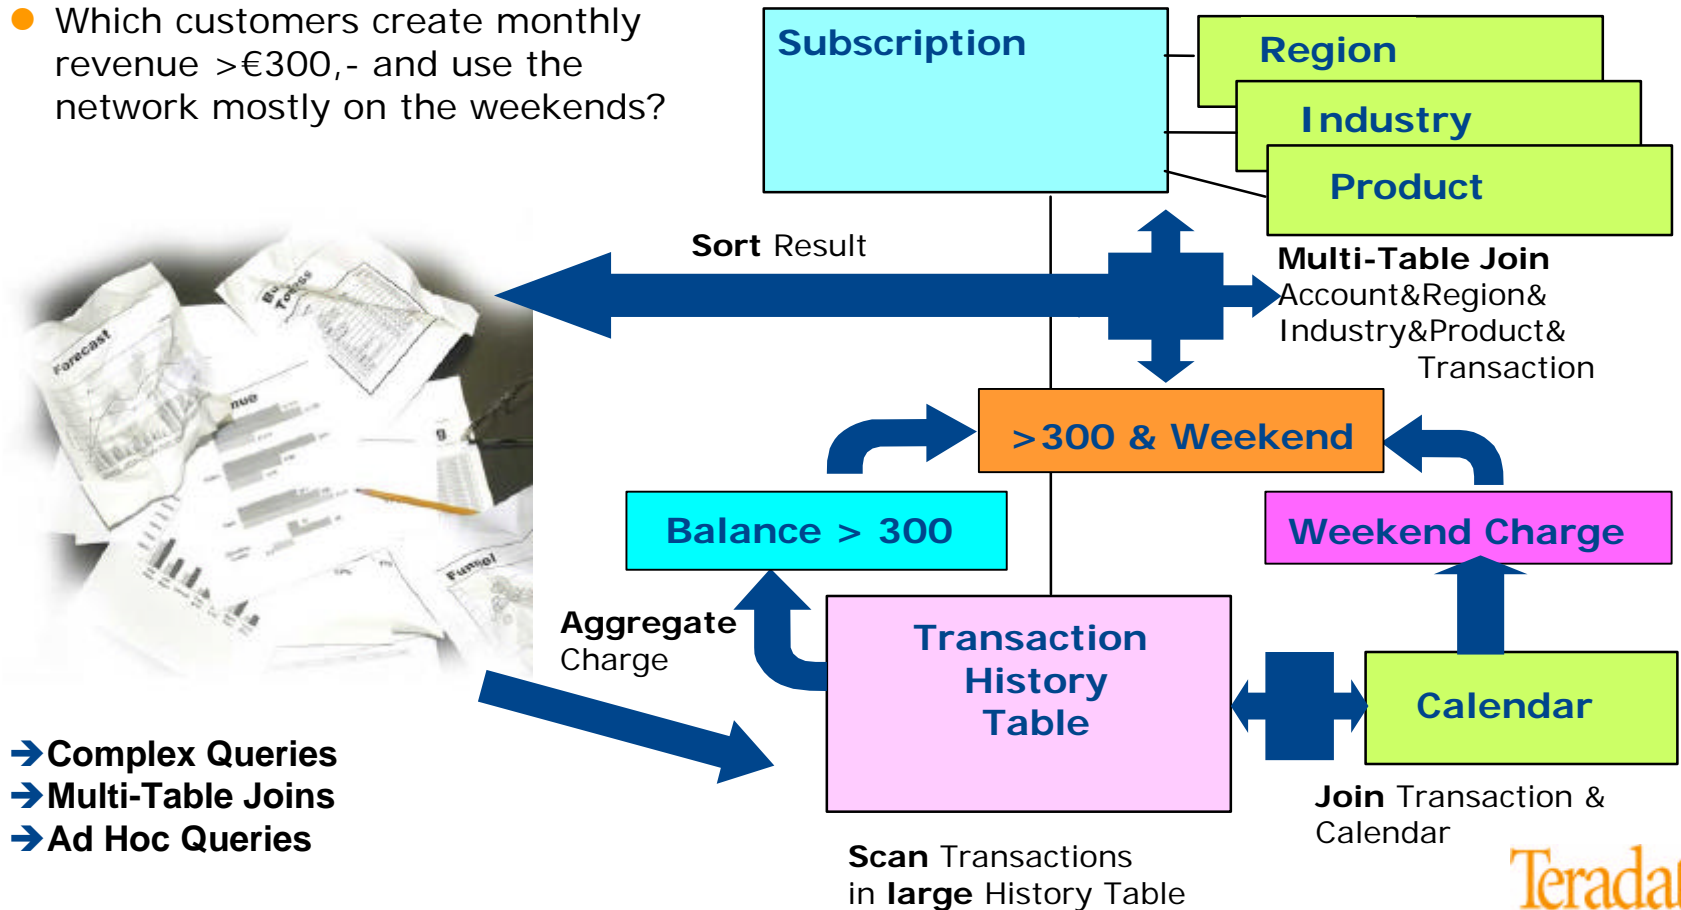 Which customers create monthly
revenue >€300,- and use the
network mostly on the weekends?
Subscription
Region
Industry
Product
Sort Result
Multi-Table Join
Account&Region&
Industry&Product&
Transaction
Forecast
>300 & Weekend
Balance > 300
Weekend Charge
Funnel
Aggregate
Charge
Transaction
History
Table
Calendar
➔Complex Queries
➔Multi-Table Joins
➔Ad Hoc Queries
Join Transaction &
Calendar
Scan Transactions
in large History Table
Teradat